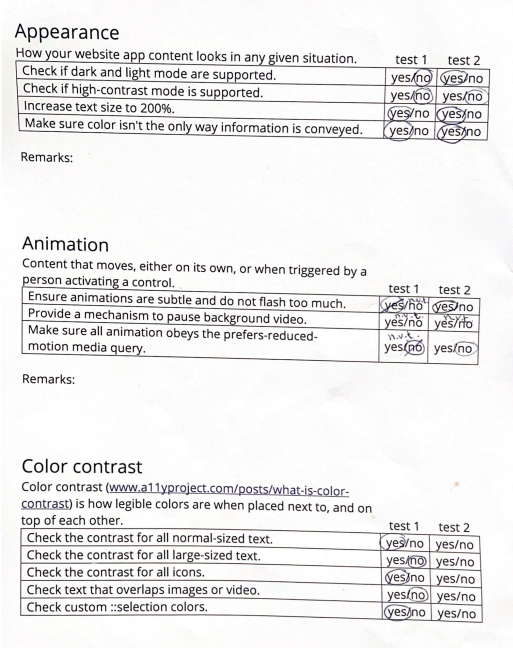 Appearance
How your website app content looks in any given situation. test 1 test 2
Check if dark and light mode are supported. yes/no yes/no
Check if high-contrast mode is supported. yes/no yes/no
Increase text size to 200%. yes/no yes/no
Make sure color isn't the only way information is conveyed. yes/no yes/no
Remarks:
Animation
Content that moves, either on its own, or when triggered by a
person activating a control. test 1 test 2
Ensure animations are subtle and do not flash too much. yes/no n.v.t yes/no
Provide a mechanism to pause background video. yes/no n.v.t. yes/no n.v.t
Make sure all animation obeys the prefers-reduced- n.v.t.
motion media query. yes/no yes/no
Remarks:
Color contrast
Color contrast (www.a11yproject.com/posts/what-is-color-
contrast) is how legible colors are when placed next to, and on
top of each other. test 1 test 2
Check the contrast for all normal-sized text. yes/no yes/no
Check the contrast for all large-sized text. yes/no yes/no
Check the contrast for all icons. yes/no yes/no
Check text that overlaps images or video. yes/no yes/no
Check custom ::selection colors. yes/no yes/no